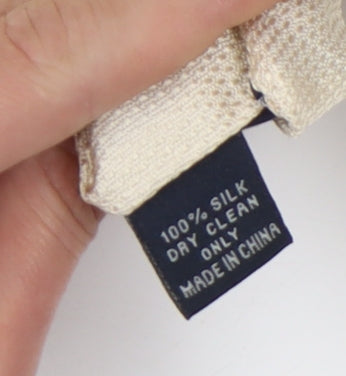 100% SILK
DRY CLEAN
ONLY
MADE IN CHINA